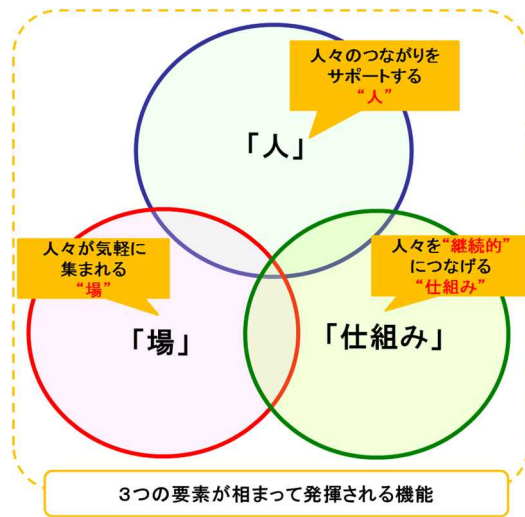 人々のつながりを
サポートする
“人”
「人」
人々が気軽に
集まれる
“場”
人々を“継続的”
につなげる
“仕組み”
「場」
「仕組み」
3つの要素が相まって発揮される機能